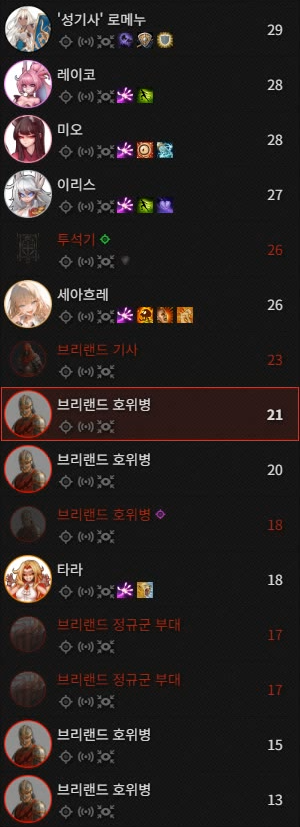 '성기사' 로메누 29
레이코 28
미오 28
이리스 27
투석기 26
세아흐레 26
브리랜드 기사 23
브리랜드 호위병 21
브리랜드 호위병 20
브리랜드 호위병 18
타라 18
브리랜드 정규군 부대 17
브리랜드 정규군 부대 17
브리랜드 호위병 15
브리랜드 호위병 13